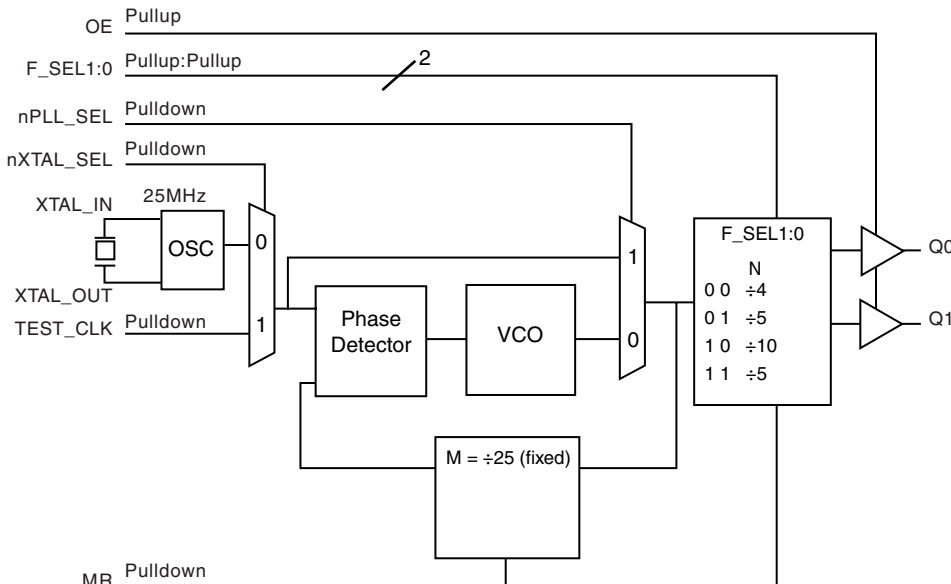 OE Pullup
F_SEL1:0 Pullup:Pullup 2
nPLL_SEL Pulldown
nXTAL_SEL Pulldown
XTAL_IN 25MHz
OSC
XTAL_OUT
TEST_CLK Pulldown
0
1
Phase
Detector
VCO
1
0
F_SEL1:0
N
0 0 ÷4
0 1 ÷5
1 0 ÷10
1 1 ÷5
Q0
Q1
M = ÷25 (fixed)
MR Pulldown